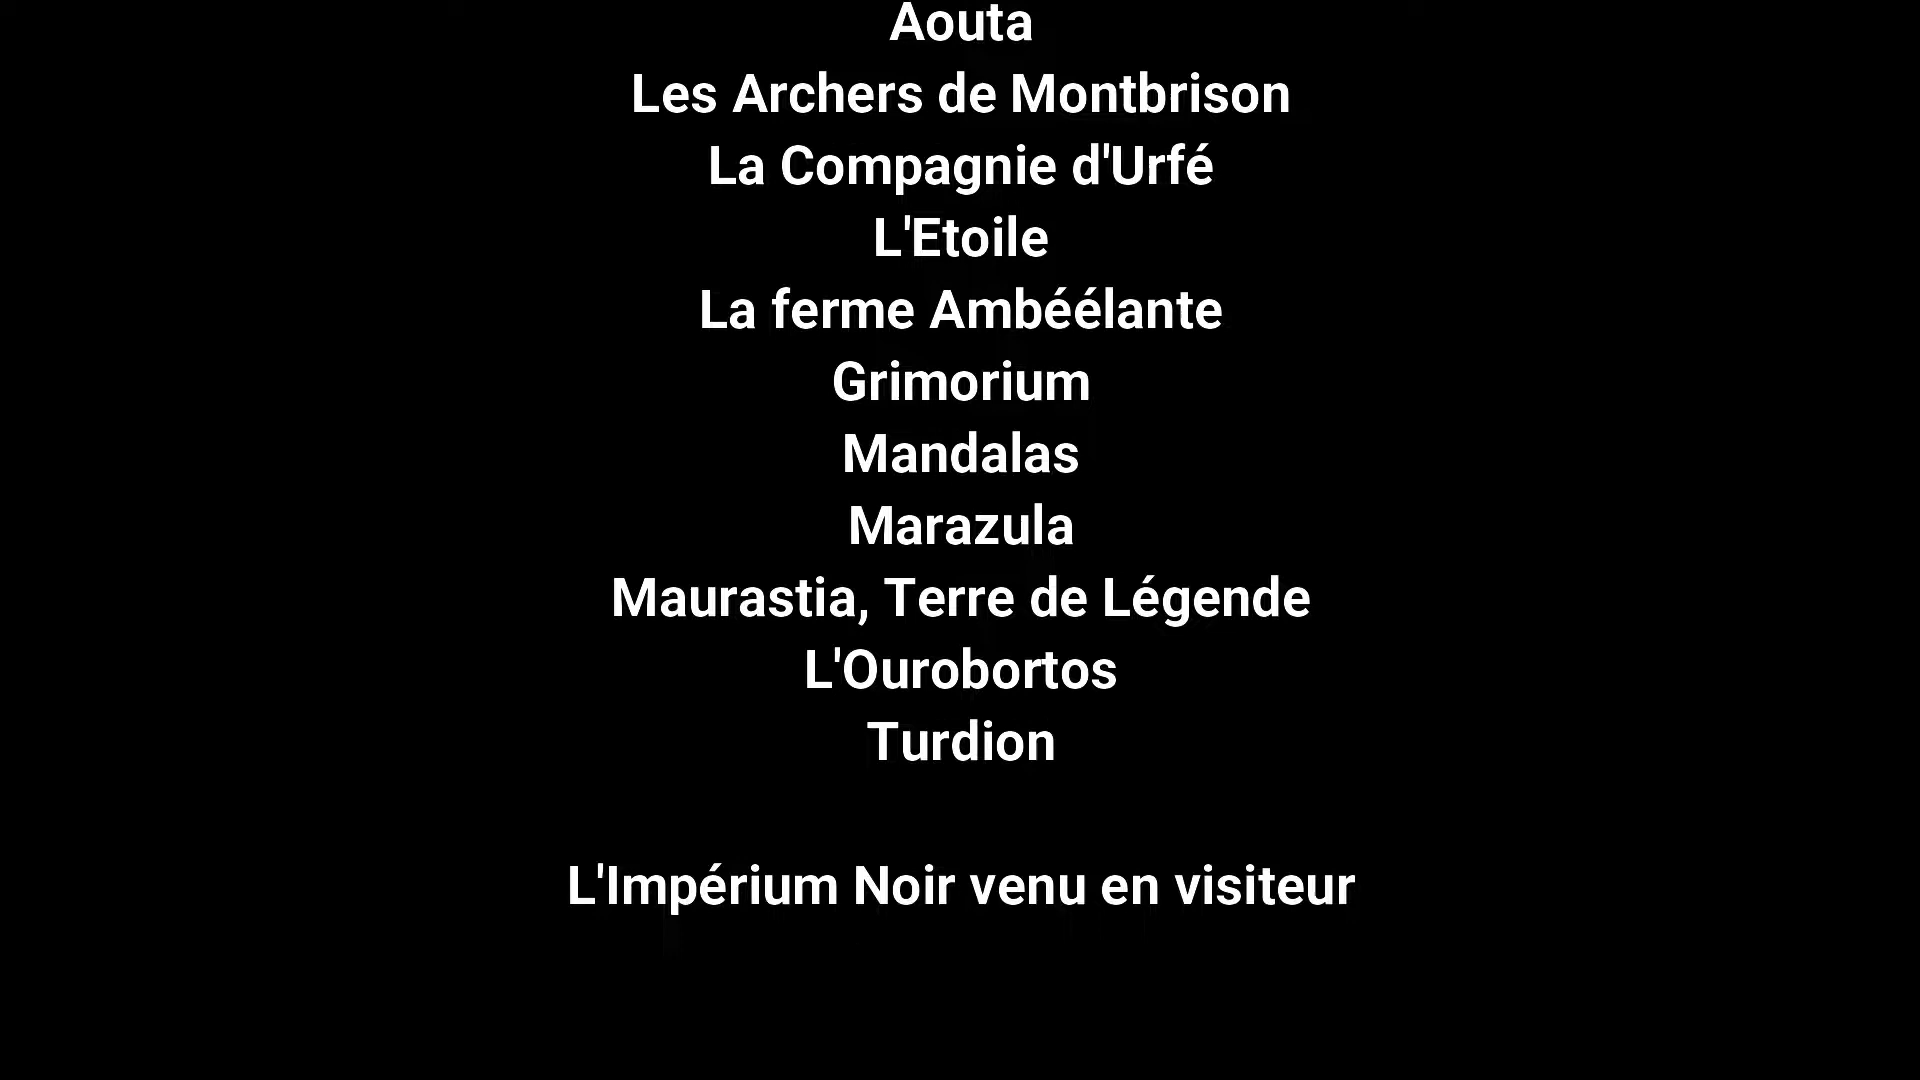 Aouta
Les Archers de Montbrison
La Compagnie d'Urfé
L'Etoile
La ferme Ambéélante
Grimorium
Mandalas
Marazula
Maurastia, Terre de Légende
L'Ourobortos
Turdion
L'Impérium Noir venu en visiteur